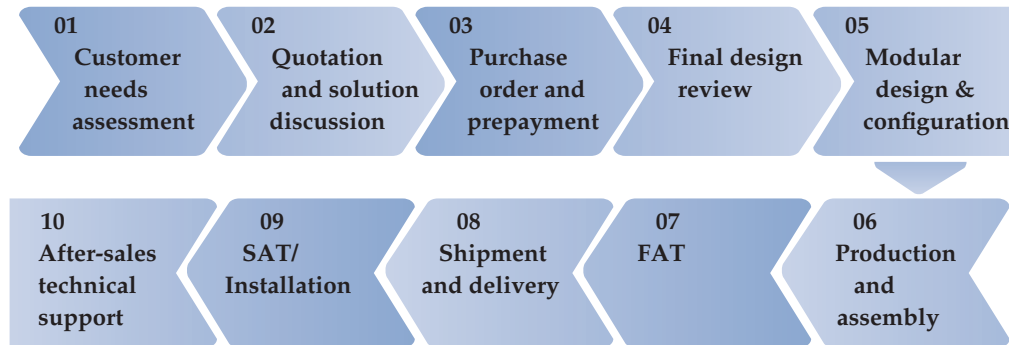 01
Customer
needs
assessment
02
Quotation
and solution
discussion
03
Purchase
order and
prepayment
04
Final design
review
05
Modular
design &
configuration
06
Production
and
assembly
07
FAT
08
Shipment
and delivery
09
SAT/
Installation
10
After-sales
technical
support